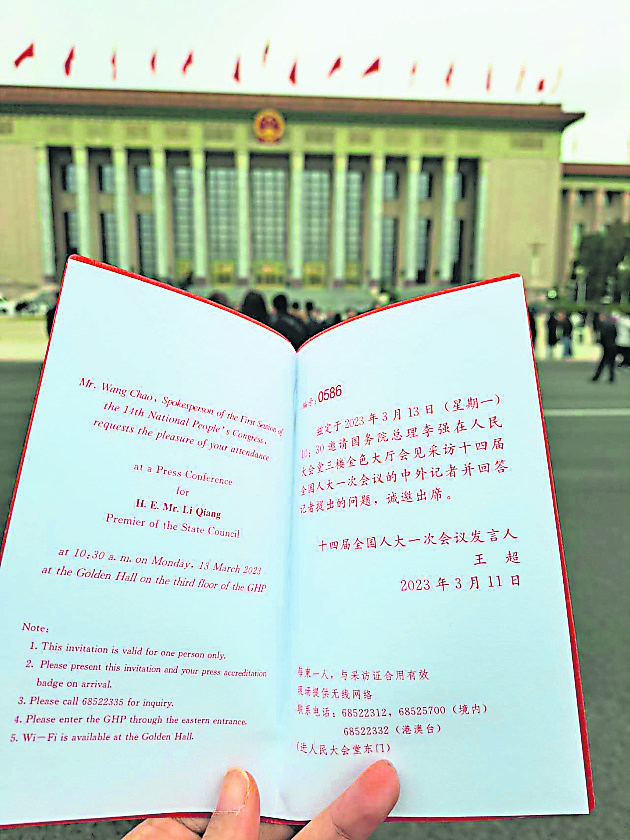 Mr. Wang Chao, Spokesperson of the First Session of
the 14th National People's Congress,
requests the pleasure of your attendance
at a Press Conference
for
H. E. Mr. Li Qiang
Premier of the State Council
at 10:30 a. m. on Monday, 13 March 2023
at the Golden Hall on the third floor of the GHP
Note:
1. This invitation is valid for one person only.
2. Please present this invitation and your press accreditation
badge on arrival.
3. Please call 68522335 for inquiry.
4. Please enter the GHP through the eastern entrance.
5. Wi-Fi is available at the Golden Hall.
编号:0586
兹定于2023年3月13日(星期一)
10:30邀请国务院总理李强在人民
大会堂三楼金色大厅会见采访十四届
全国人大一次会议的中外记者并回答
记者提出的问题,诚邀出席。
十四届全国人大一次会议发言人
王 超
2023年3月11日
每柬一人,与采访证合用有效
现场提供无线网络
联系电话:68522312,68525700(境内)
68522332(港澳台)
(进人民大会堂东门)